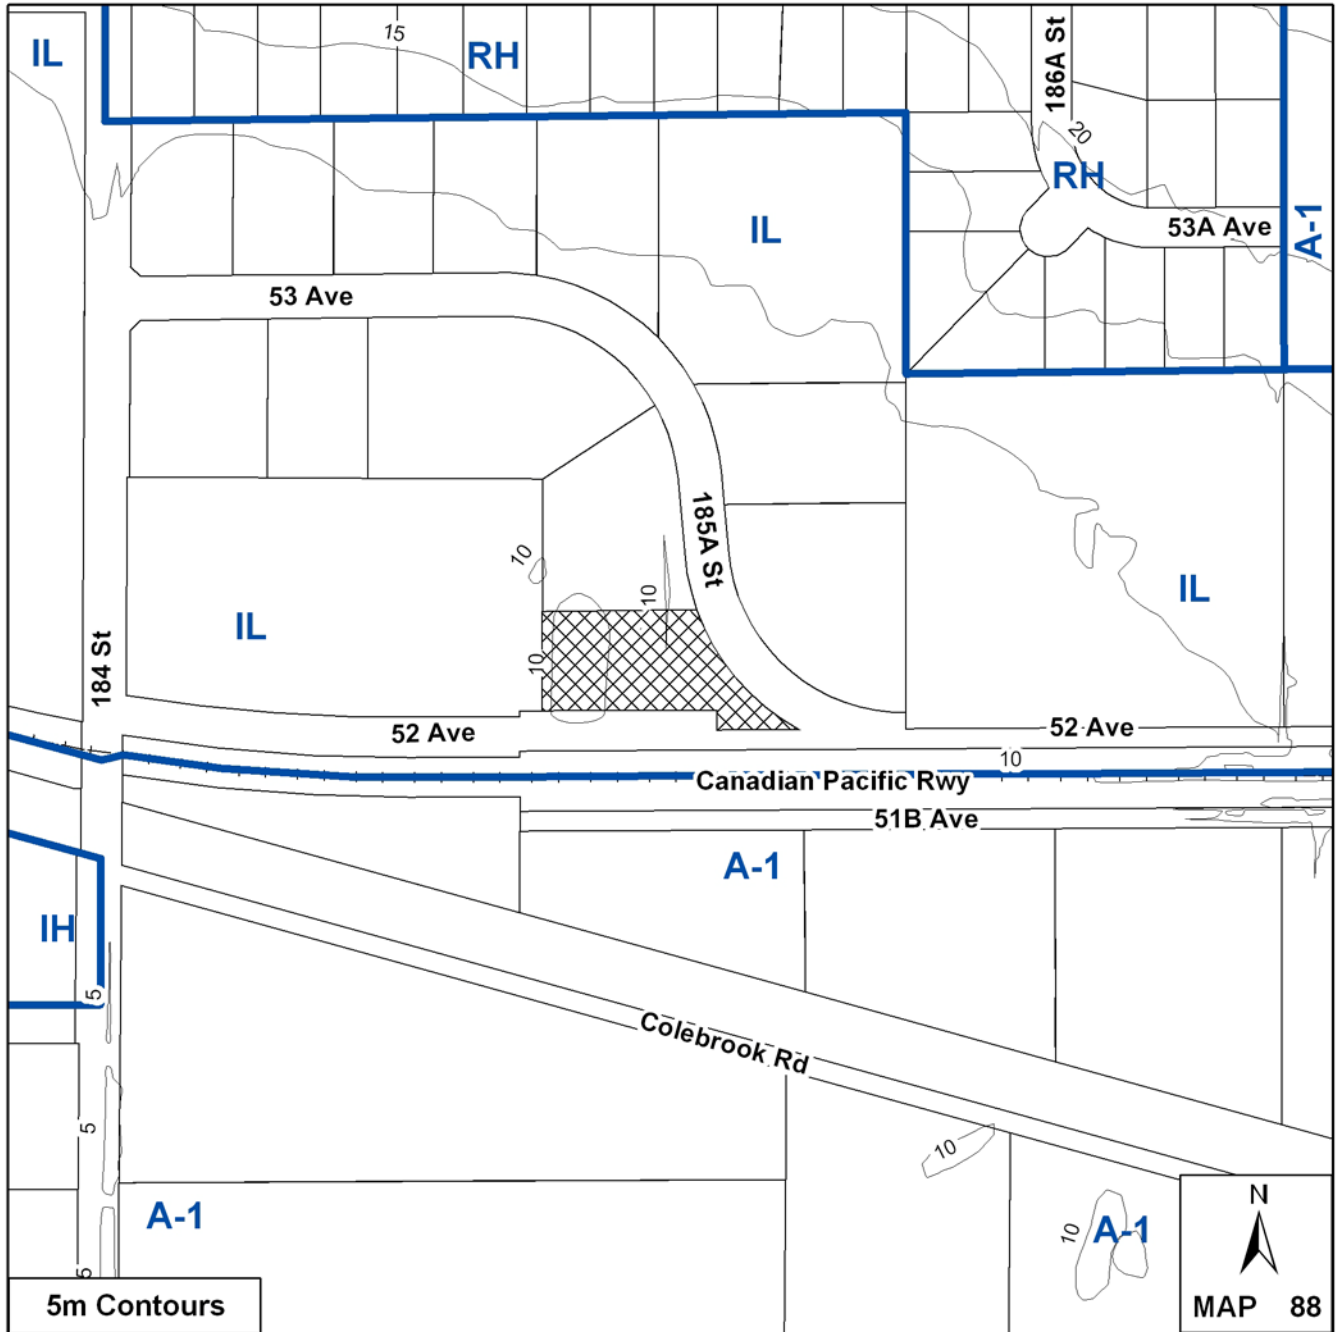 IL
15
RH
186A St
20
RH
53A Ave
A-1
IL
53 Ave
185A St
10
10
10
IL
IL
184 St
52 Ave
52 Ave
10
Canadian Pacific Rwy
51B Ave
A-1
IH
5
Colebrook Rd
5
10
A-1
10
A-1
5
N
5m Contours
MAP 88